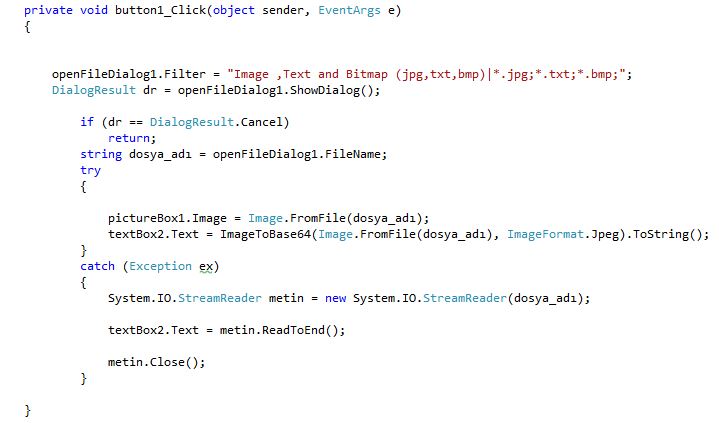 private void button1_Click(object sender, EventArgs e)
{
openFileDialog1.Filter = "Image ,Text and Bitmap (jpg,txt,bmp)|*.jpg;*.txt;*.bmp;";
DialogResult dr = openFileDialog1.ShowDialog();
if (dr == DialogResult.Cancel)
return;
string dosya_adı = openFileDialog1.FileName;
try
{
pictureBox1.Image = Image.FromFile(dosya_adı);
textBox2.Text = ImageToBase64(Image.FromFile(dosya_adı), ImageFormat.Jpeg).ToString();
}
catch (Exception ex)
{
System.IO.StreamReader metin = new System.IO.StreamReader(dosya_adı);
textBox2.Text = metin.ReadToEnd();
metin.Close();
}
}